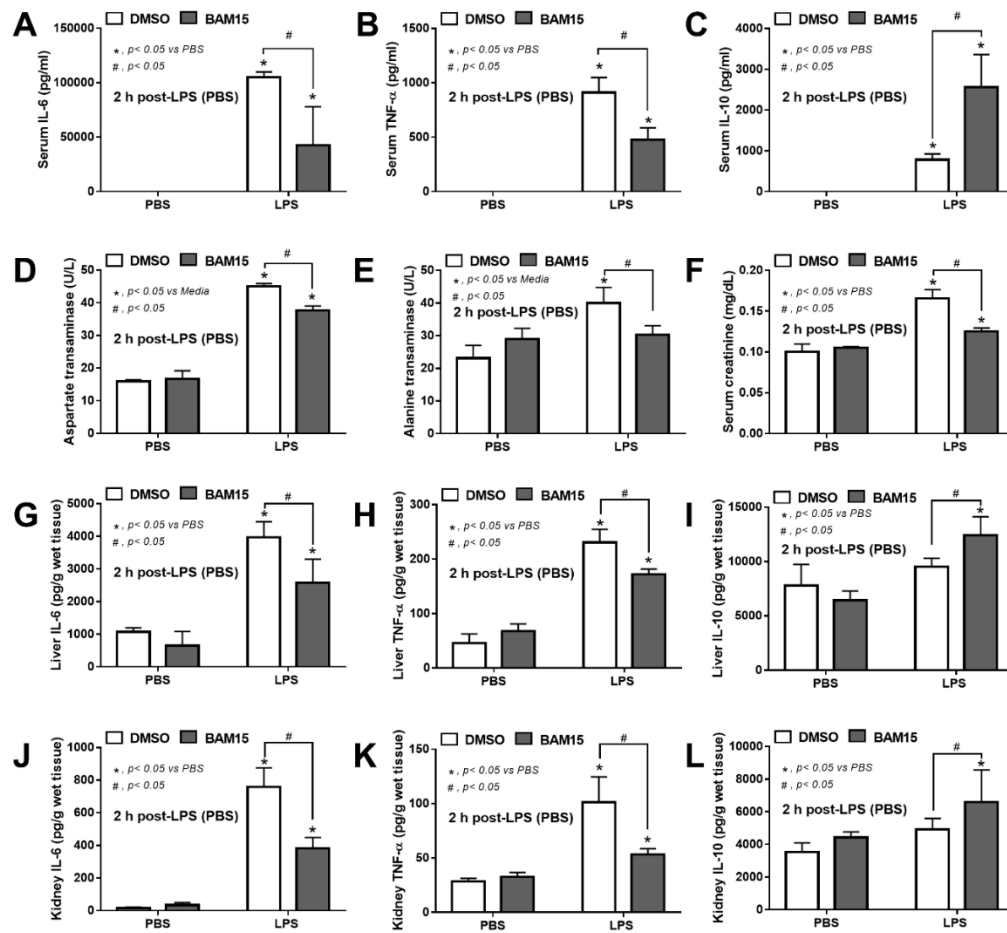 A
DMSO BAM15
Serum IL-6 (pg/ml)
150000
100000
50000
0
*, p< 0.05 vs PBS
#, p< 0.05
2 h post-LPS (PBS)
#
*
*
PBS LPS
B
DMSO BAM15
Serum TNF-α (pg/ml)
1500
1000
500
0
*, p< 0.05 vs PBS
#, p< 0.05
2 h post-LPS (PBS)
#
*
*
PBS LPS
C
DMSO BAM15
Serum IL-10 (pg/ml)
4000
3000
2000
1000
0
*, p< 0.05 vs PBS
#, p< 0.05
2 h post-LPS (PBS)
#
*
*
PBS LPS
D
DMSO BAM15
Aspartate transaminase (U/L)
50
40
30
20
10
0
*, p< 0.05 vs Media
#, p< 0.05
2 h post-LPS (PBS)
#
*
*
PBS LPS
E
DMSO BAM15
Alanine transaminase (U/L)
50
40
30
20
10
0
*, p< 0.05 vs Media
#, p< 0.05
2 h post-LPS (PBS)
#
*
PBS LPS
F
DMSO BAM15
Serum creatinine (mg/dL)
0.20
0.15
0.10
0.05
0.00
*, p< 0.05 vs PBS
#, p< 0.05
2 h post-LPS (PBS)
#
*
*
PBS LPS
G
DMSO BAM15
Liver IL-6 (pg/g wet tissue)
5000
4000
3000
2000
1000
0
*, p< 0.05 vs PBS
#, p< 0.05
2 h post-LPS (PBS)
#
*
*
PBS LPS
H
DMSO BAM15
Liver TNF-α (pg/g wet tissue)
300
200
100
0
*, p< 0.05 vs PBS
#, p< 0.05
2 h post-LPS (PBS)
#
*
*
PBS LPS
I
DMSO BAM15
Liver IL-10 (pg/g wet tissue)
15000
10000
5000
0
*, p< 0.05 vs PBS
#, p< 0.05
2 h post-LPS (PBS)
#
*
PBS LPS
J
DMSO BAM15
Kidney IL-6 (pg/g wet tissue)
1000
800
600
400
200
0
*, p< 0.05 vs PBS
#, p< 0.05
2 h post-LPS (PBS)
#
*
*
PBS LPS
K
DMSO BAM15
Kidney TNF-α (pg/g wet tissue)
150
100
50
0
*, p< 0.05 vs PBS
#, p< 0.05
2 h post-LPS (PBS)
#
*
*
PBS LPS
L
DMSO BAM15
Kidney IL-10 (pg/g wet tissue)
10000
8000
6000
4000
2000
0
*, p< 0.05 vs PBS
#, p< 0.05
2 h post-LPS (PBS)
#
*
PBS LPS